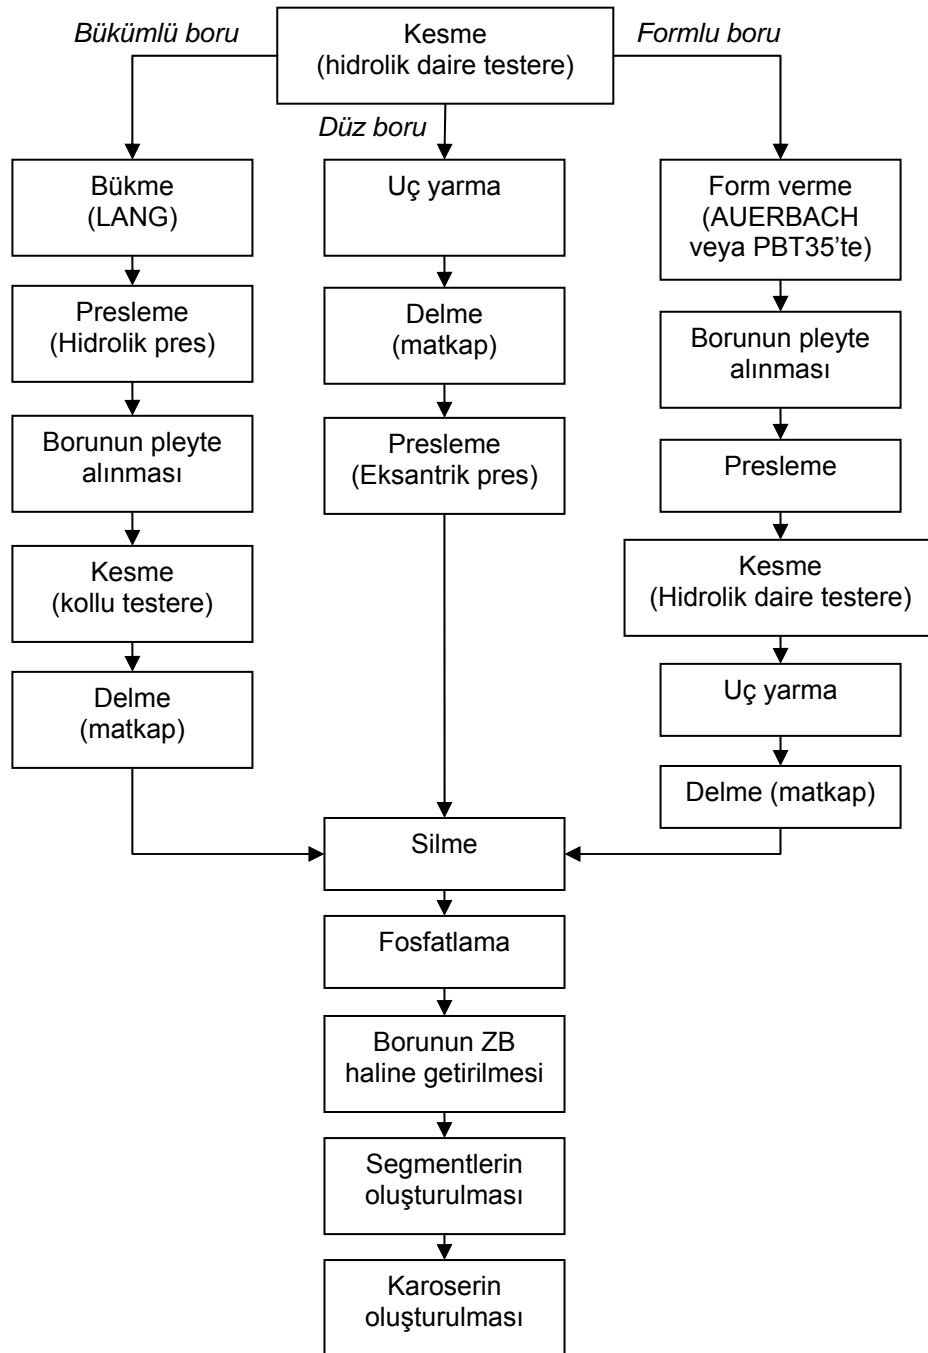 Bükümlü boru
Kesme
(hidrolik daire testere)
Formlu boru
Düz boru
Bükme
(LANG)
Presleme
(Hidrolik pres)
Borunun pleyte
alınması
Kesme
(kollu testere)
Delme
(matkap)
Uç yarma
Delme
(matkap)
Presleme
(Eksantrik pres)
Form verme
(AUERBACH
veya PBT35’te)
Borunun pleyte
alınması
Presleme
Kesme
(Hidrolik daire testere)
Uç yarma
Delme (matkap)
Silme
Fosfatlama
Borunun ZB
haline getirilmesi
Segmentlerin
oluşturulması
Karoserin
oluşturulması